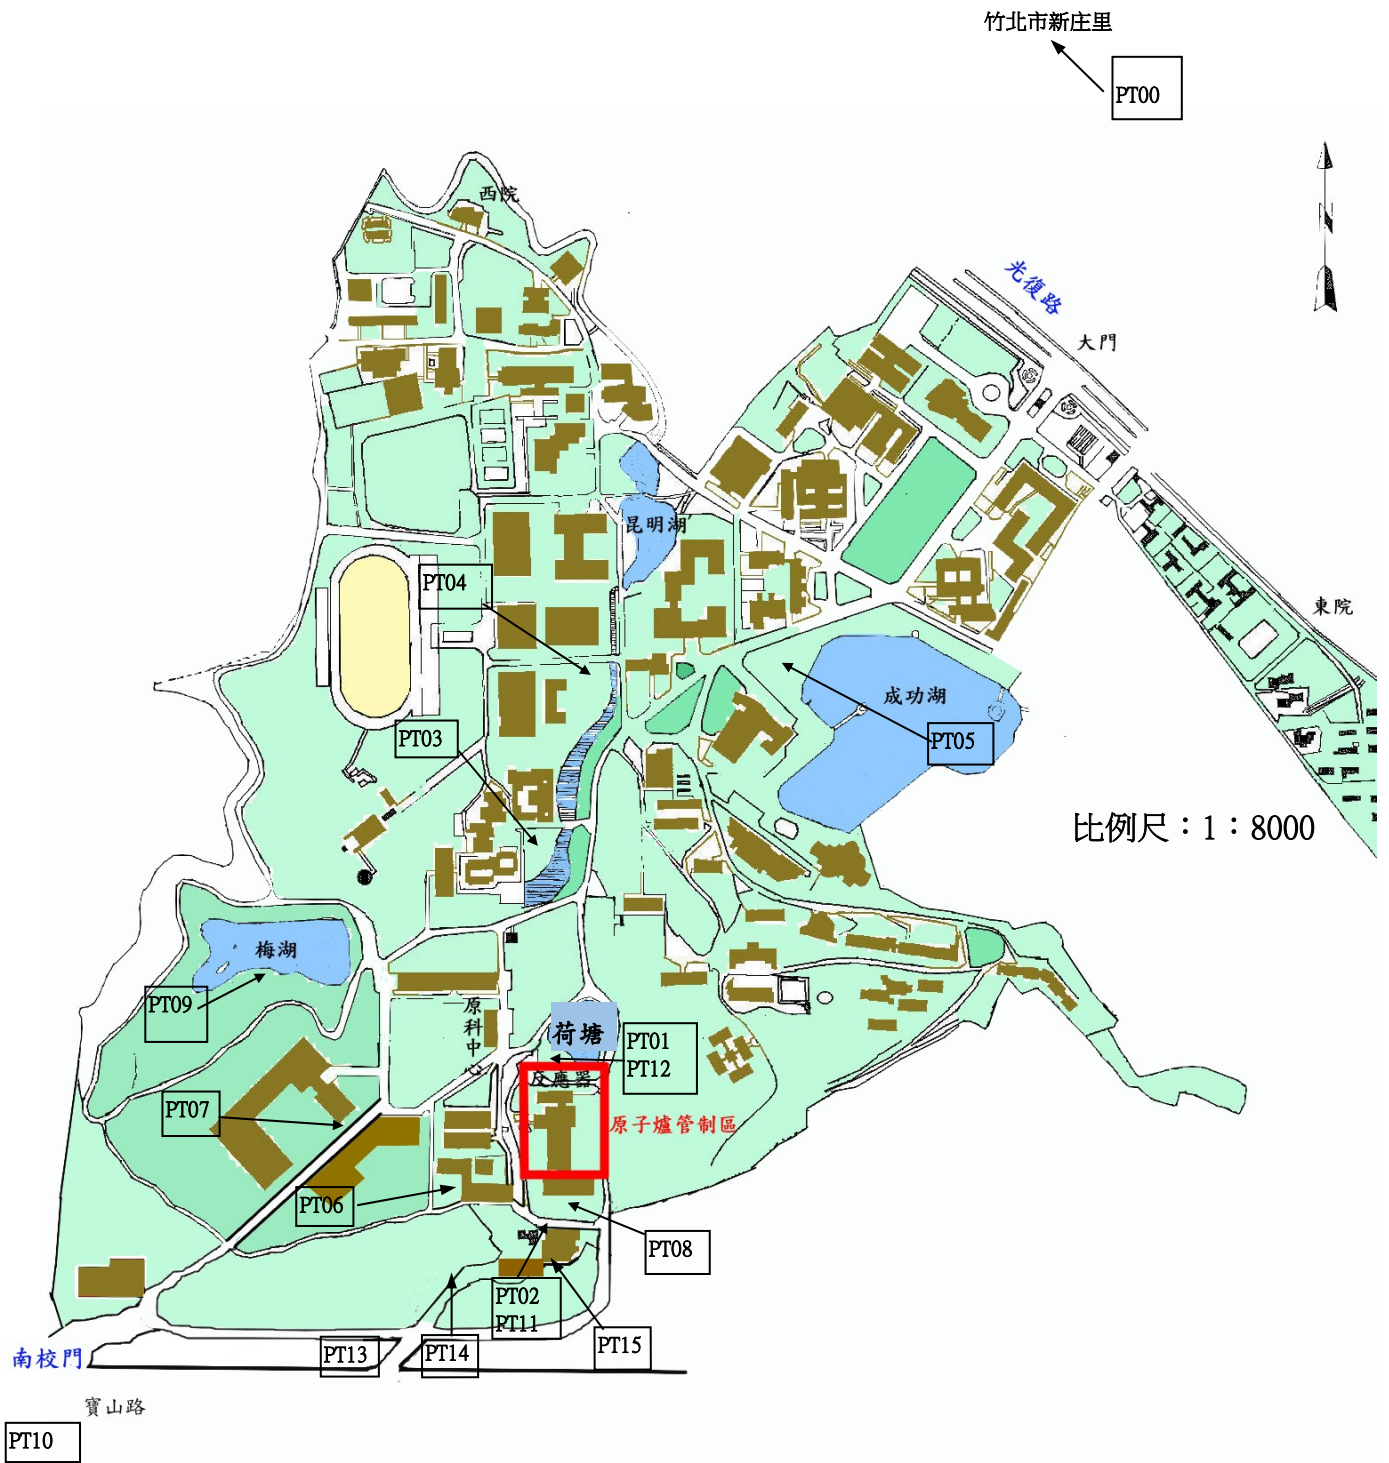 竹北市新庄里
PT00
西院
光復路
大門
昆明湖
PT04
東院
成功湖
PT03
PT05
比例尺：1：8000
梅湖
PT09
原科中心
荷塘
PT01
PT12
反應器
PT07
原子爐管制區
PT06
PT08
PT02
PT11
PT15
PT13
PT14
南校門
寶山路
PT10